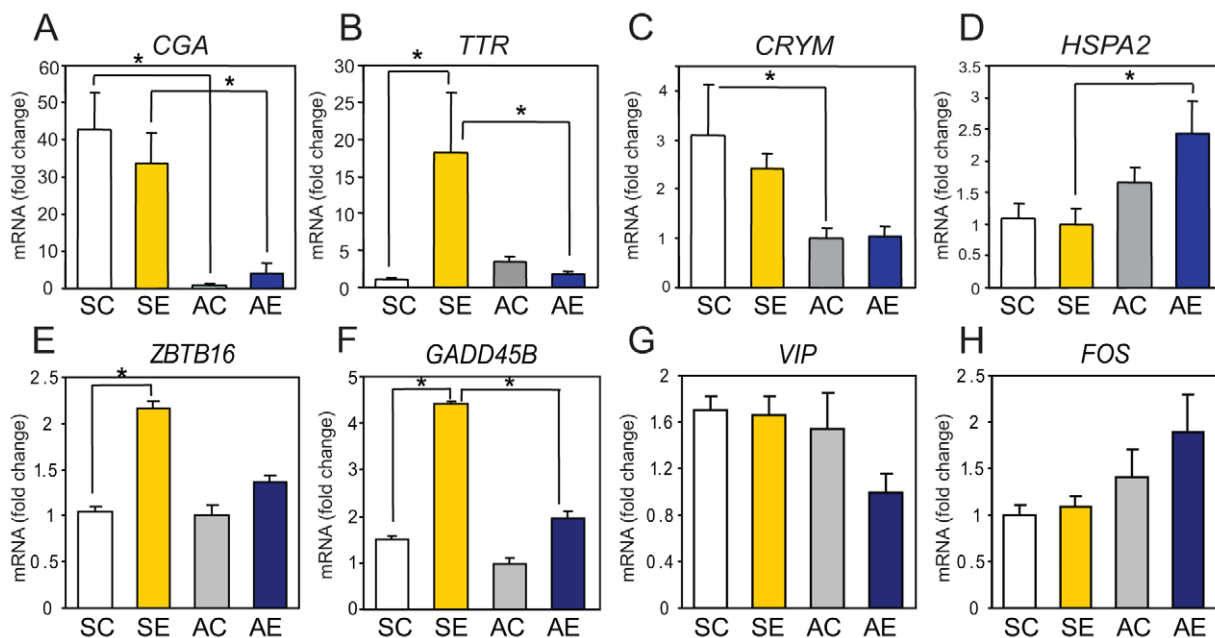 A CGA
mRNA (fold change)
60
50
40
30
20
10
0
*
*
SC SE AC AE
B TTR
mRNA (fold change)
30
25
20
15
10
5
0
*
*
SC SE AC AE
C CRYM
mRNA (fold change)
4
3
2
1
0
*
SC SE AC AE
D HSPA2
mRNA (fold change)
3.5
3
2.5
2
1.5
1
0.5
0
*
SC SE AC AE
E ZBTB16
mRNA (fold change)
2.5
2
1.5
1
0.5
0
*
SC SE AC AE
F GADD45B
mRNA (fold change)
5
4
3
2
1
0
*
*
SC SE AC AE
G VIP
mRNA (fold change)
2
1.6
1.2
0.8
0.4
0
SC SE AC AE
H FOS
mRNA (fold change)
2.5
2
1.5
1
0.5
0
SC SE AC AE